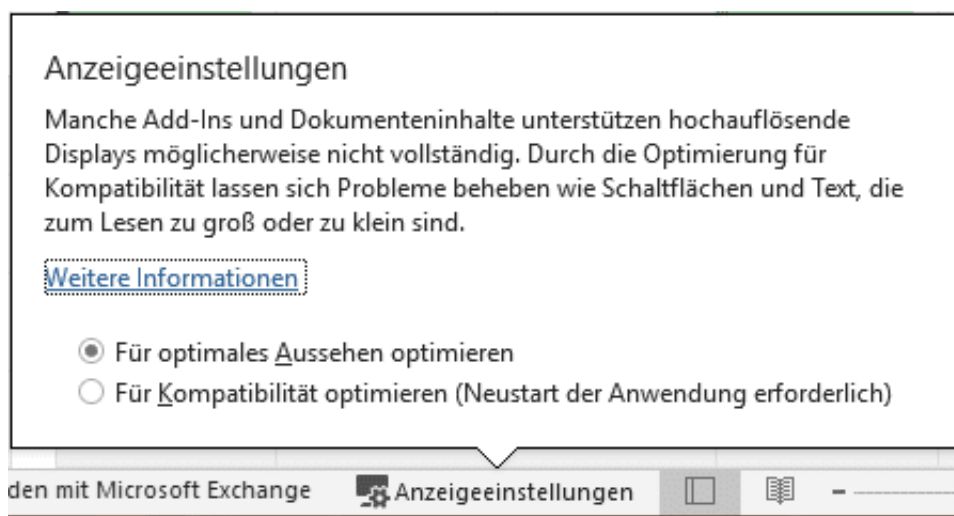 Anzeigeeinstellungen
Manche Add-Ins und Dokumenteninhalte unterstützen hochauflösende
Displays möglicherweise nicht vollständig. Durch die Optimierung für
Kompatibilität lassen sich Probleme beheben wie Schaltflächen und Text, die
zum Lesen zu groß oder zu klein sind.
Weitere Informationen
Für optimales Aussehen optimieren
Für Kompatibilität optimieren (Neustart der Anwendung erforderlich)
den mit Microsoft Exchange Anzeigeeinstellungen